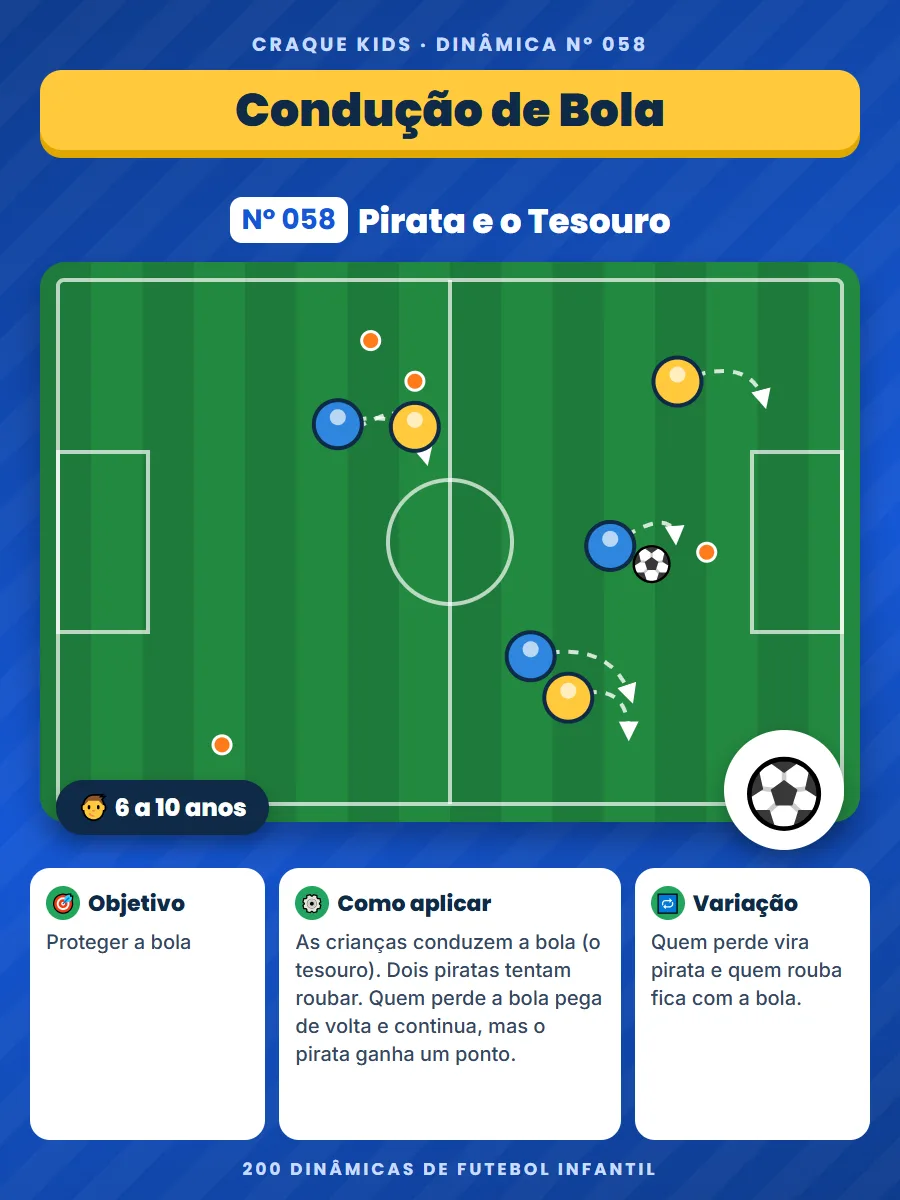 CRAQUE KIDS · DINÂMICA Nº 058
Condução de Bola
Nº 058 Pirata e o Tesouro
6 a 10 anos
Objetivo
Proteger a bola
Como aplicar
As crianças conduzem a bola (o
tesouro). Dois piratas tentam
roubar. Quem perde a bola pega
de volta e continua, mas o
pirata ganha um ponto.
Variação
Quem perde vira
pirata e quem rouba
fica com a bola.
200 DINÂMICAS DE FUTEBOL INFANTIL